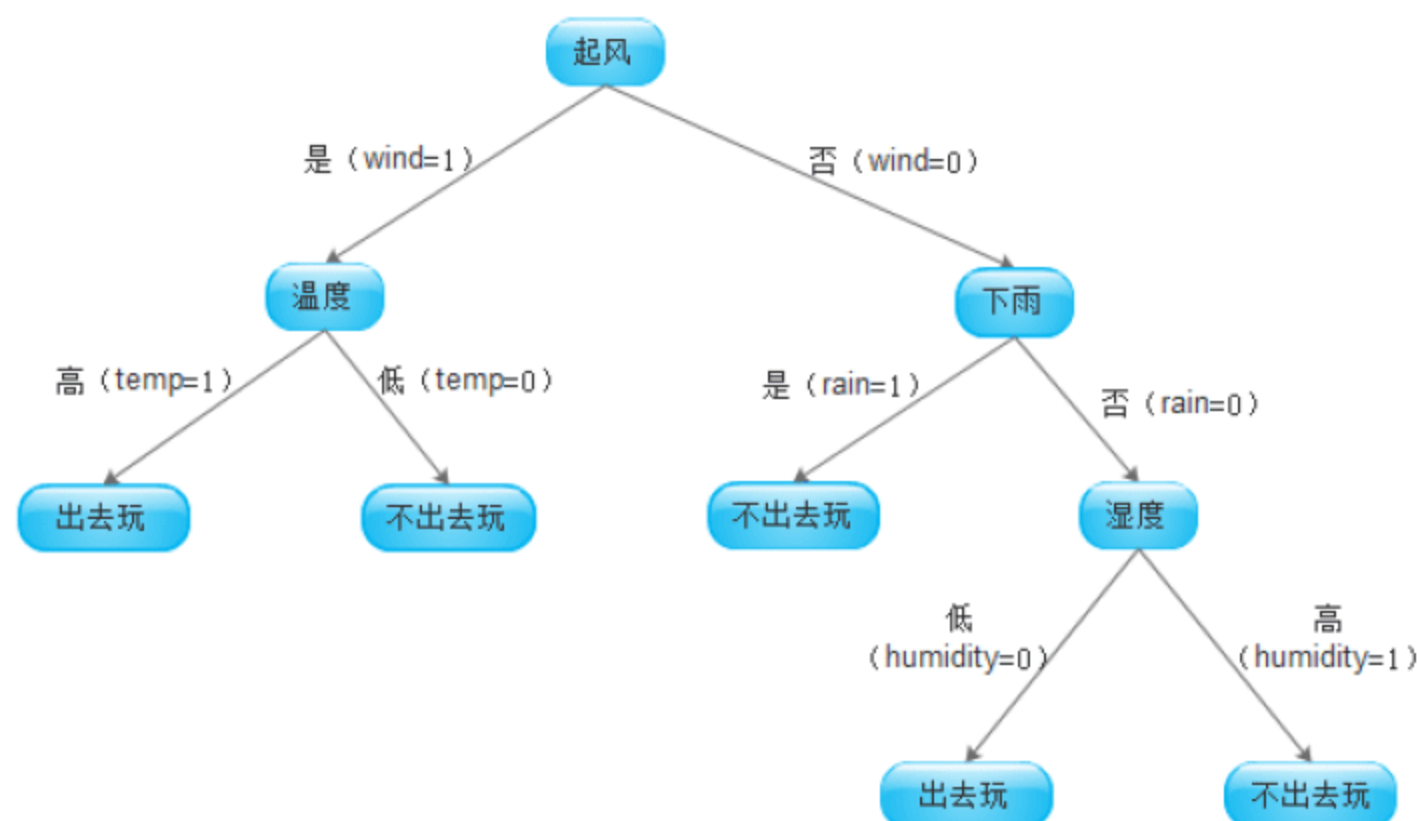 起风
是（wind=1）
否（wind=0）
温度
下雨
高（temp=1）
低（temp=0）
是（rain=1）
否（rain=0）
出去玩
不出去玩
不出去玩
湿度
低
（humidity=0）
高
（humidity=1）
出去玩
不出去玩